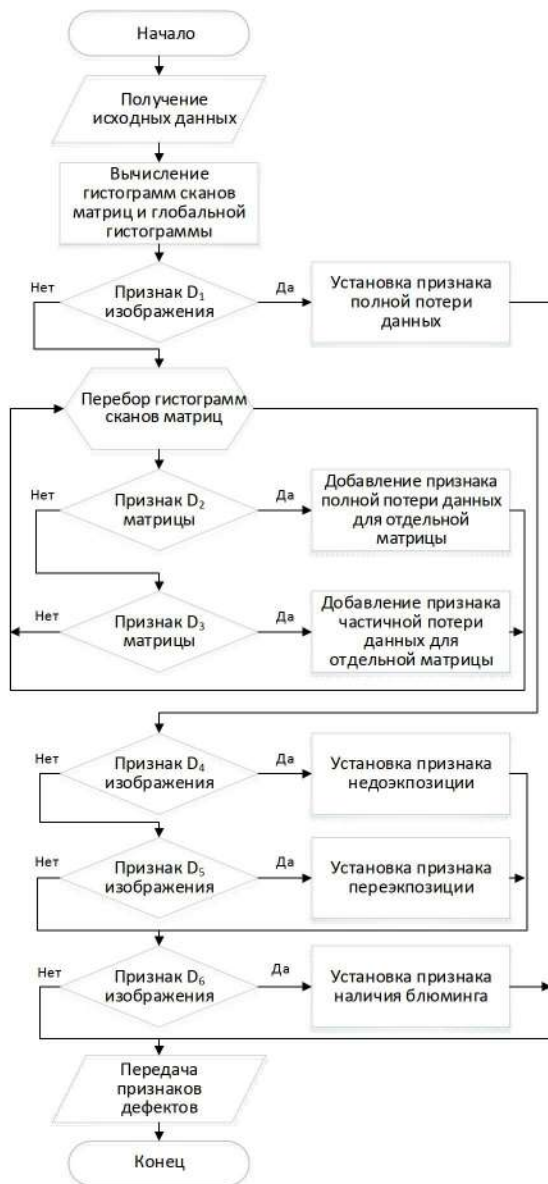 Начало
Получение
исходных данных
Вычисление
гистограмм сканов
матриц и глобальной
гистограммы
Нет
Признак D₁
изображения
Да
Установка признака
полной потери
данных
Перебор гистограмм
сканов матриц
Нет
Признак D₂
матрицы
Да
Добавление признака
полной потери данных
для отдельной
матрицы
Нет
Признак D₃
матрицы
Да
Добавление признака
частичной потери
данных для
отдельной матрицы
Нет
Признак D₄
изображения
Да
Установка признака
недоэкпозиции
Нет
Признак D₅
изображения
Да
Установка признака
переэкпозиции
Нет
Признак D₆
изображения
Да
Установка признака
наличия блюминга
Передача
признаков
дефектов
Конец